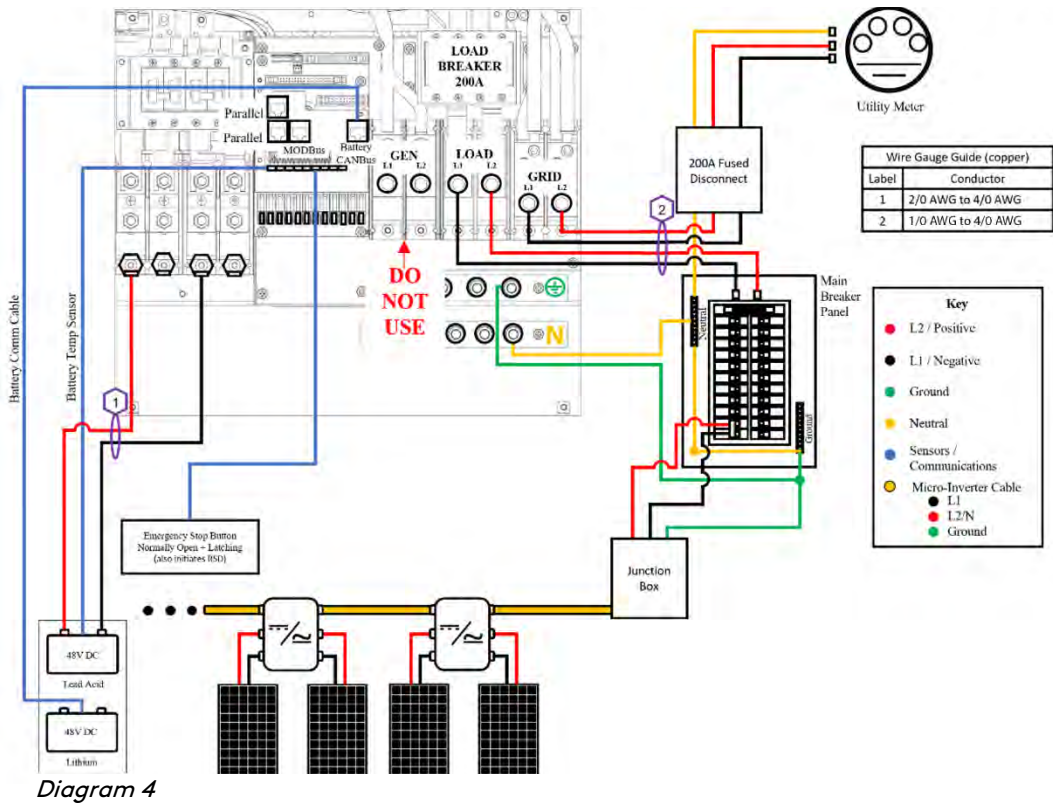 LOAD
BREAKER
200A
Parallel
Parallel
MODBus
Battery
CANBus
GEN
L1
L2
LOAD
L1
L2
GRID
L1
L2
DO
NOT
USE
N
Battery Comm Cable
Battery Temp Sensor
1
2
Utility Meter
200A Fused
Disconnect
Wire Gauge Guide (copper)
Label Conductor
1 2/0 AWG to 4/0 AWG
2 1/0 AWG to 4/0 AWG
Main
Breaker
Panel
Neutral
Ground
Key
L2 / Positive
L1 / Negative
Ground
Neutral
Sensors /
Communications
Micro-Inverter Cable
L1
L2/N
Ground
Emergency Stop Button
Normally Open + Latching
(also initiates RSD)
Junction
Box
48V DC
Lead Acid
48V DC
Lithium
Diagram 4